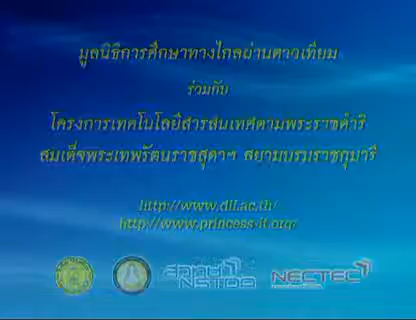 มูลนิธิการศึกษาทางไกลผ่านดาวเทียม
ร่วมกับ
โครงการเทคโนโลยีสารสนเทศตามพระราชดำริ
สมเด็จพระเทพรัตนราชสุดาฯ สยามบรมราชกุมารี
http://www.dlf.ac.th/
http://www.princess-it.org/
สวทช
NSTDA
NECTEC